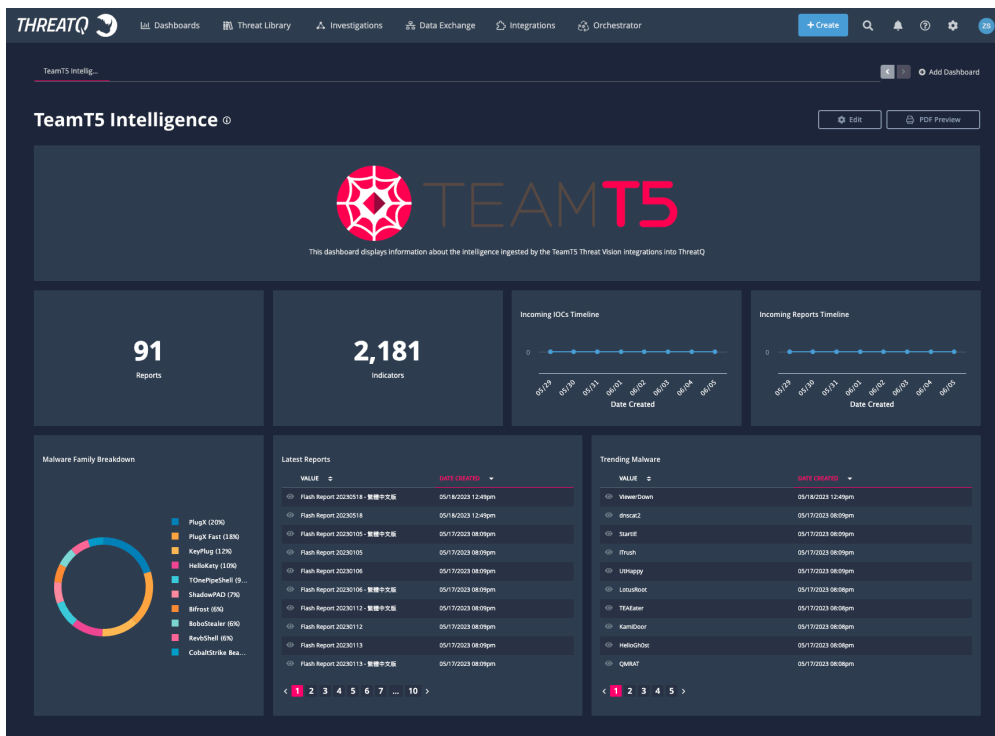 THREATQ
Dashboards
Threat Library
Investigations
Data Exchange
Integrations
Orchestrator
+ Create
ZS
TeamT5 Intellig...
Add Dashboard
TeamT5 Intelligence
Edit
PDF Preview
TEAMT5
This dashboard displays information about the intelligence ingested by the TeamT5 Threat Vision integrations into ThreatQ
91
Reports
2,181
Indicators
Incoming IOCs Timeline
0
05/29 05/30 05/31 06/01 06/02 06/03 06/04 06/05
Date Created
Incoming Reports Timeline
0
05/29 05/30 05/31 06/01 06/02 06/03 06/04 06/05
Date Created
Malware Family Breakdown
PlugX (20%)
PlugX Fast (18%)
KeyPlug (12%)
HelloKety (10%)
TOnePipeShell (9...
ShadowPAD (7%)
Bifrost (6%)
BoboStealer (6%)
RevbShell (6%)
CobaltStrike Bea...
Latest Reports
VALUE DATE CREATED
Flash Report 20230518 - 繁體中文版 05/18/2023 12:49pm
Flash Report 20230518 05/18/2023 12:49pm
Flash Report 20230105 - 繁體中文版 05/17/2023 08:09pm
Flash Report 20230105 05/17/2023 08:09pm
Flash Report 20230106 05/17/2023 08:09pm
Flash Report 20230106 - 繁體中文版 05/17/2023 08:09pm
Flash Report 20230112 - 繁體中文版 05/17/2023 08:09pm
Flash Report 20230112 05/17/2023 08:09pm
Flash Report 20230113 05/17/2023 08:09pm
Flash Report 20230113 - 繁體中文版 05/17/2023 08:09pm
< 1 2 3 4 5 6 7 ... 10 >
Trending Malware
VALUE DATE CREATED
ViewerDown 05/18/2023 12:49pm
dnscat2 05/17/2023 08:09pm
StartIt! 05/17/2023 08:09pm
ITrush 05/17/2023 08:09pm
UtHappy 05/17/2023 08:09pm
LotusRoot 05/17/2023 08:08pm
TEAEater 05/17/2023 08:08pm
KamiDoor 05/17/2023 08:08pm
HelloGh0st 05/17/2023 08:08pm
QMRAT 05/17/2023 08:08pm
< 1 2 3 4 5 >